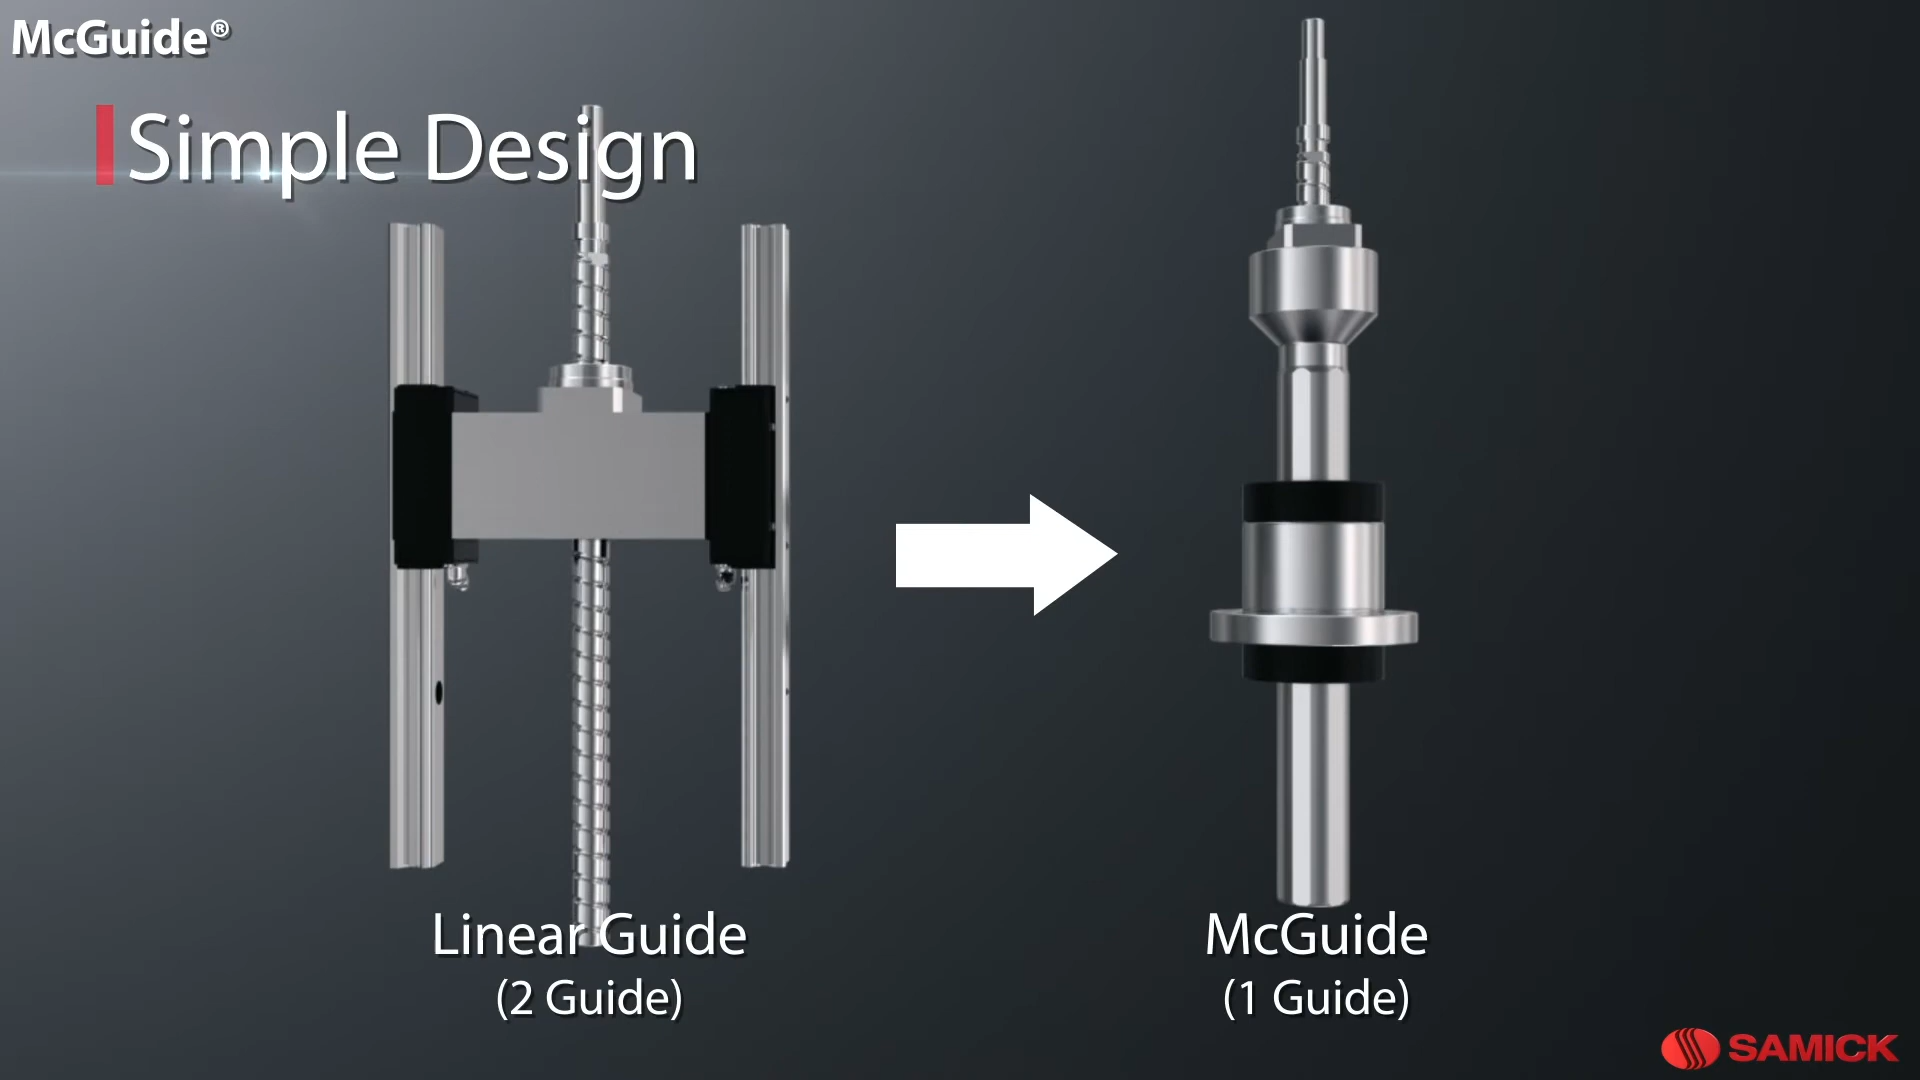 McGuide®
Simple Design
Linear Guide
(2 Guide)
McGuide
(1 Guide)
SAMICK